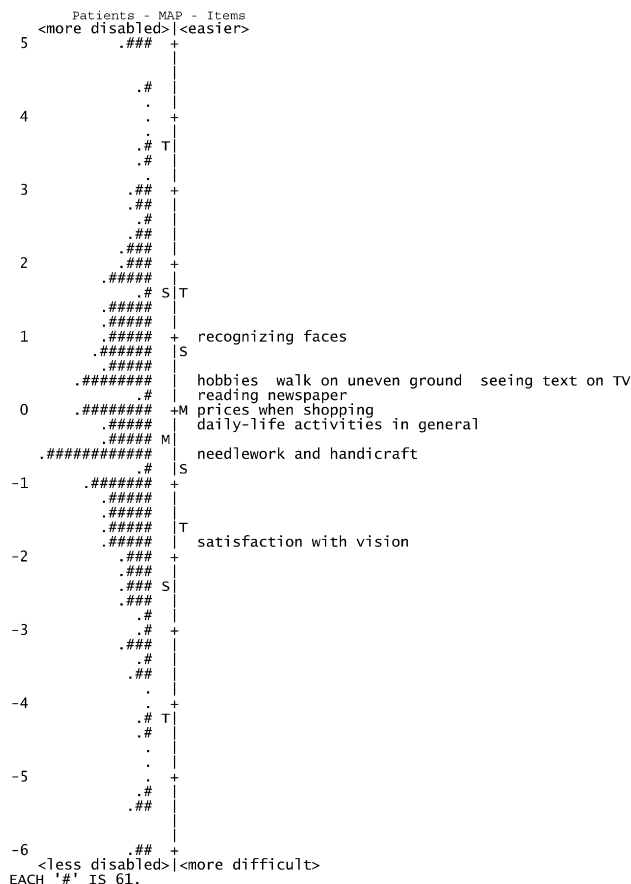 Patients - MAP - Items
<more disabled>|<easier>
5 .### +
|
|
.# |
. |
4 . +
. |
.# T|
.# |
. |
3 .## +
.## |
.# |
.## |
.### |
2 .### +
.##### |
.# S|T
.##### |
.##### |
1 .##### + recognizing faces
.###### |S
.##### |
.######## | hobbies walk on uneven ground seeing text on TV
.# | reading newspaper
0 .######## +M prices when shopping
.##### | daily-life activities in general
.##### M|
.############ | needlework and handicraft
.# |S
-1 .####### +
.##### |
.##### |
.##### |T
.##### | satisfaction with vision
-2 .### +
.### |
.### S|
.### |
.# |
-3 .# +
.### |
.# |
.## |
. |
-4 . +
.# T|
.# |
. |
. |
-5 . +
.# |
.## |
|
|
-6 .## +
<less disabled>|<more difficult>
EACH '#' IS 61.